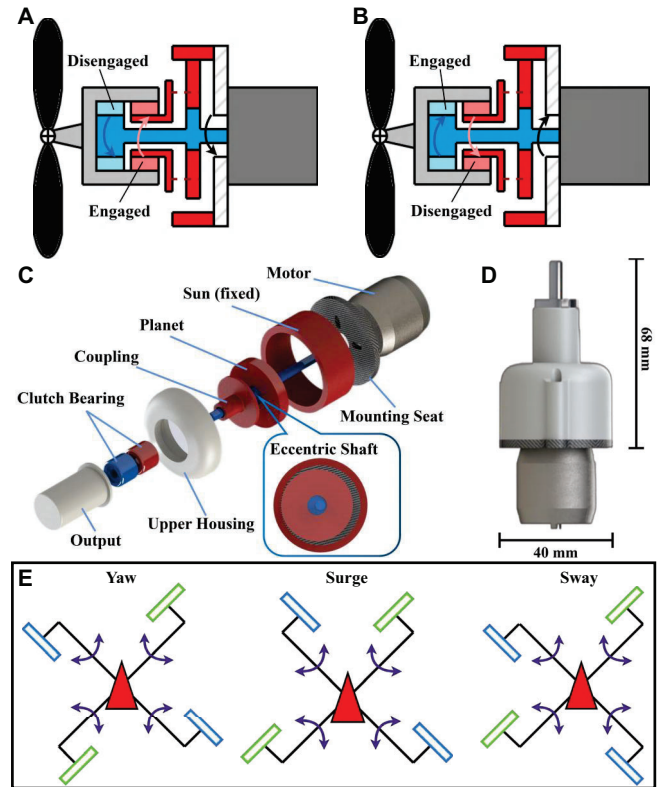 A
Disengaged
Engaged
B
Engaged
Disengaged
C
Motor
Sun (fixed)
Planet
Coupling
Clutch Bearing
Mounting Seat
Eccentric Shaft
Upper Housing
Output
D
68 mm
40 mm
E
Yaw
Surge
Sway